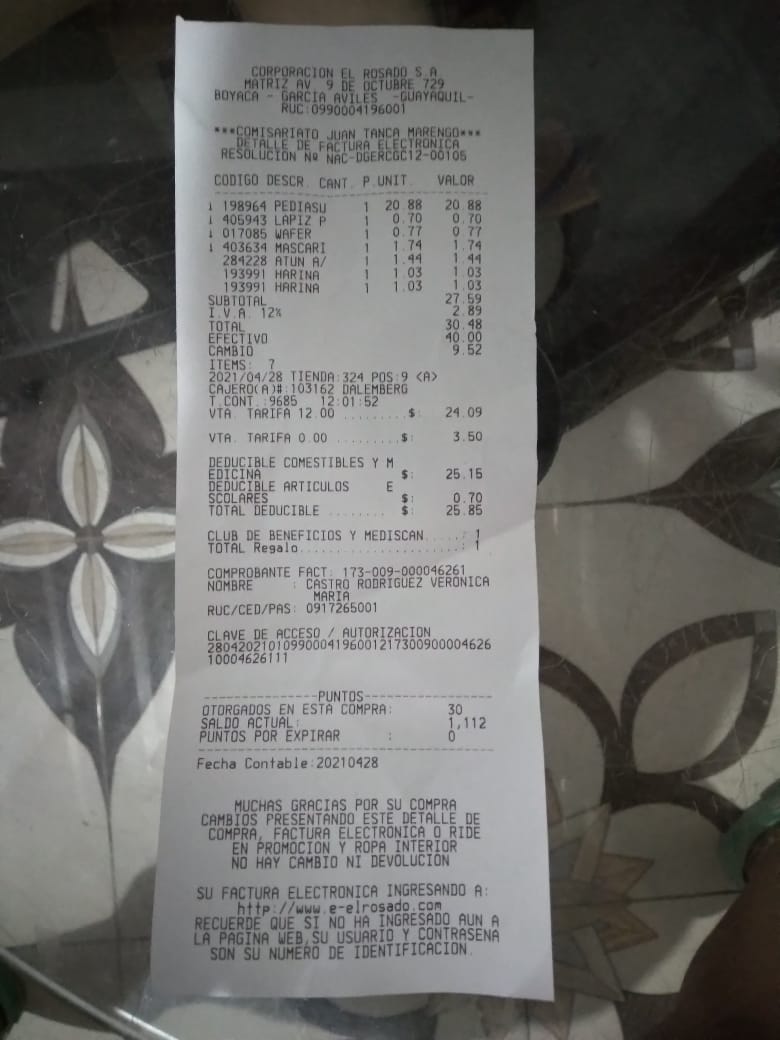 CORPORACION EL ROSADO S.A
MATRIZ AV 9 DE OCTUBRE 729
BOYACA - GARCIA AVILES -GUAYAQUIL-
RUC:0990004196001
***COMISARIATO JUAN TANCA MARENGO***
DETALLE DE FACTURA ELECTRONICA
RESOLUCION Nº NAC-DGERCGC12-00105
CODIGO DESCR. CANT. P.UNIT. VALOR
↓ 198964 PEDIASU 1 20.88 20.88
↓ 405943 LAPIZ P 1 0.70 0.70
↓ 017085 WAFER 1 0.77 0.77
↓ 403634 MASCARI 1 1.74 1.74
284228 ATUN A/ 1 1.44 1.44
193991 HARINA 1 1.03 1.03
193991 HARINA 1 1.03 1.03
SUBTOTAL 27.59
I.V.A. 12% 2.89
TOTAL 30.48
EFECTIVO 40.00
CAMBIO 9.52
ITEMS: 7
2021/04/28 TIENDA:324 POS:9 <A>
CAJERO(A)#:103162 DALEMBERG
T.CONT.:9685 12:01:52
VTA. TARIFA 12.00 .........$: 24.09
VTA. TARIFA 0.00 .........$: 3.50
DEDUCIBLE COMESTIBLES Y M
EDICINA $: 25.15
DEDUCIBLE ARTICULOS E
SCOLARES $: 0.70
TOTAL DEDUCIBLE ........ $: 25.85
CLUB DE BENEFICIOS Y MEDISCAN.....: 1
TOTAL Regalo.....................: 1
COMPROBANTE FACT: 173-009-000046261
NOMBRE : CASTRO RODRIGUEZ VERONICA
MARIA
RUC/CED/PAS: 0917265001
CLAVE DE ACCESO / AUTORIZACION
28042021010990004196001217300900004626
10004626111
----------------PUNTOS------------------
OTORGADOS EN ESTA COMPRA: 30
SALDO ACTUAL: 1,112
PUNTOS POR EXPIRAR : 0
Fecha Contable:20210428
MUCHAS GRACIAS POR SU COMPRA
CAMBIOS PRESENTANDO ESTE DETALLE DE
COMPRA, FACTURA ELECTRONICA O RIDE
EN PROMOCION Y ROPA INTERIOR
NO HAY CAMBIO NI DEVOLUCION
SU FACTURA ELECTRONICA INGRESANDO A:
http://www.e-elrosado.com
RECUERDE QUE SI NO HA INGRESADO AUN A
LA PAGINA WEB,SU USUARIO Y CONTRASENA
SON SU NUMERO DE IDENTIFICACION.